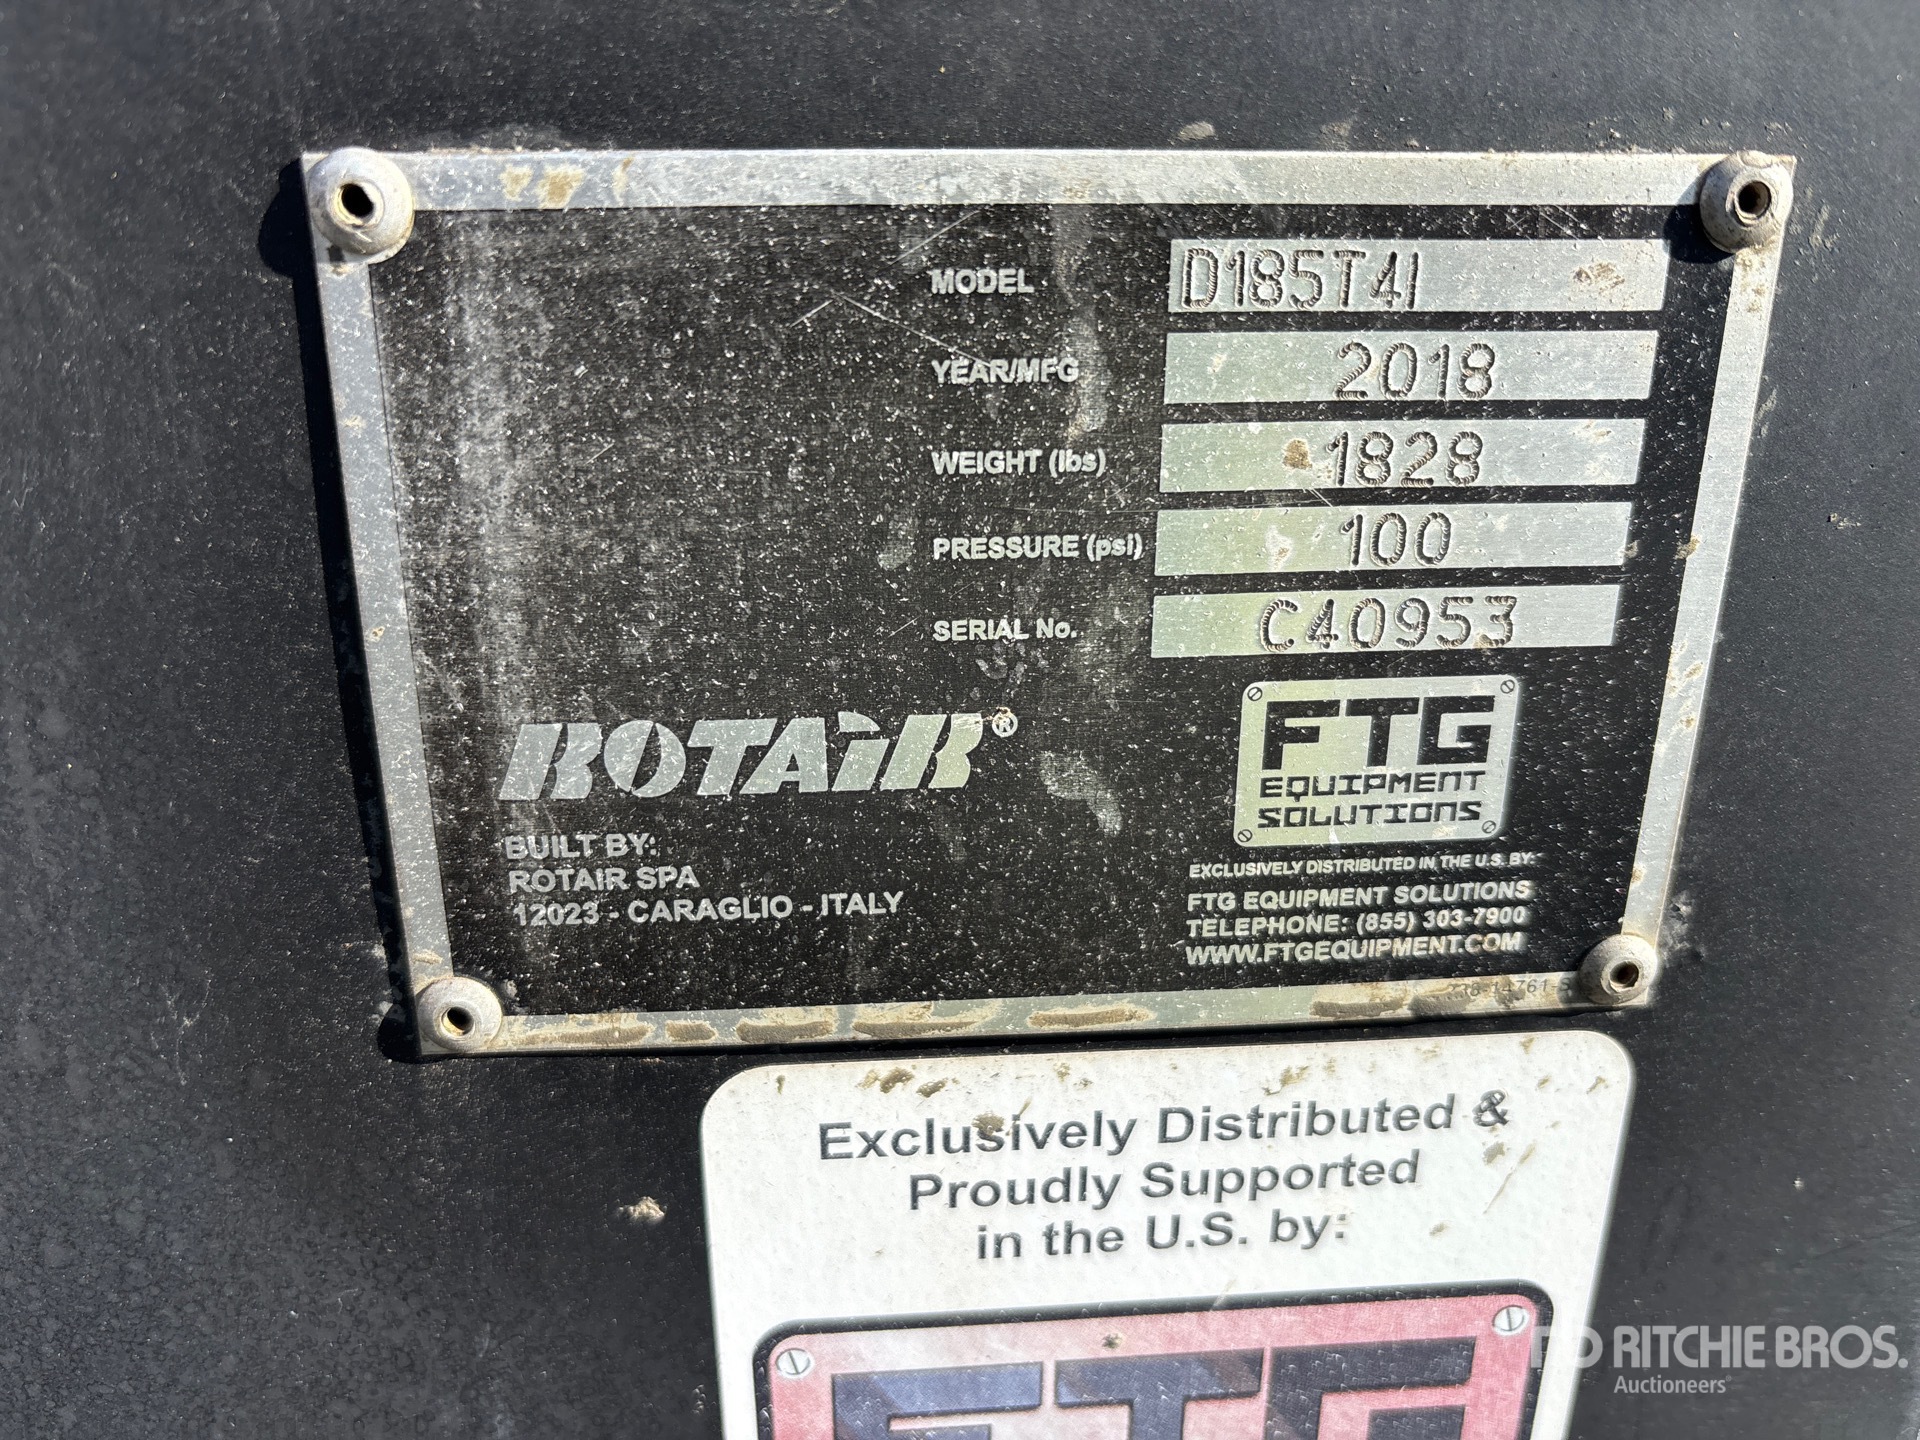 MODEL D185T4I
YEAR/MFG 2018
WEIGHT (lbs) 1828
PRESSURE (psi) 100
SERIAL No. C40953
ROTAIR®
BUILT BY:
ROTAIR SPA
12023 - CARAGLIO - ITALY
FTG
EQUIPMENT
SOLUTIONS
EXCLUSIVELY DISTRIBUTED IN THE U.S. BY:
FTG EQUIPMENT SOLUTIONS
TELEPHONE: (855) 303-7900
WWW.FTGEQUIPMENT.COM
Exclusively Distributed &
Proudly Supported
in the U.S. by:
FTG
RITCHIE BROS.
Auctioneers